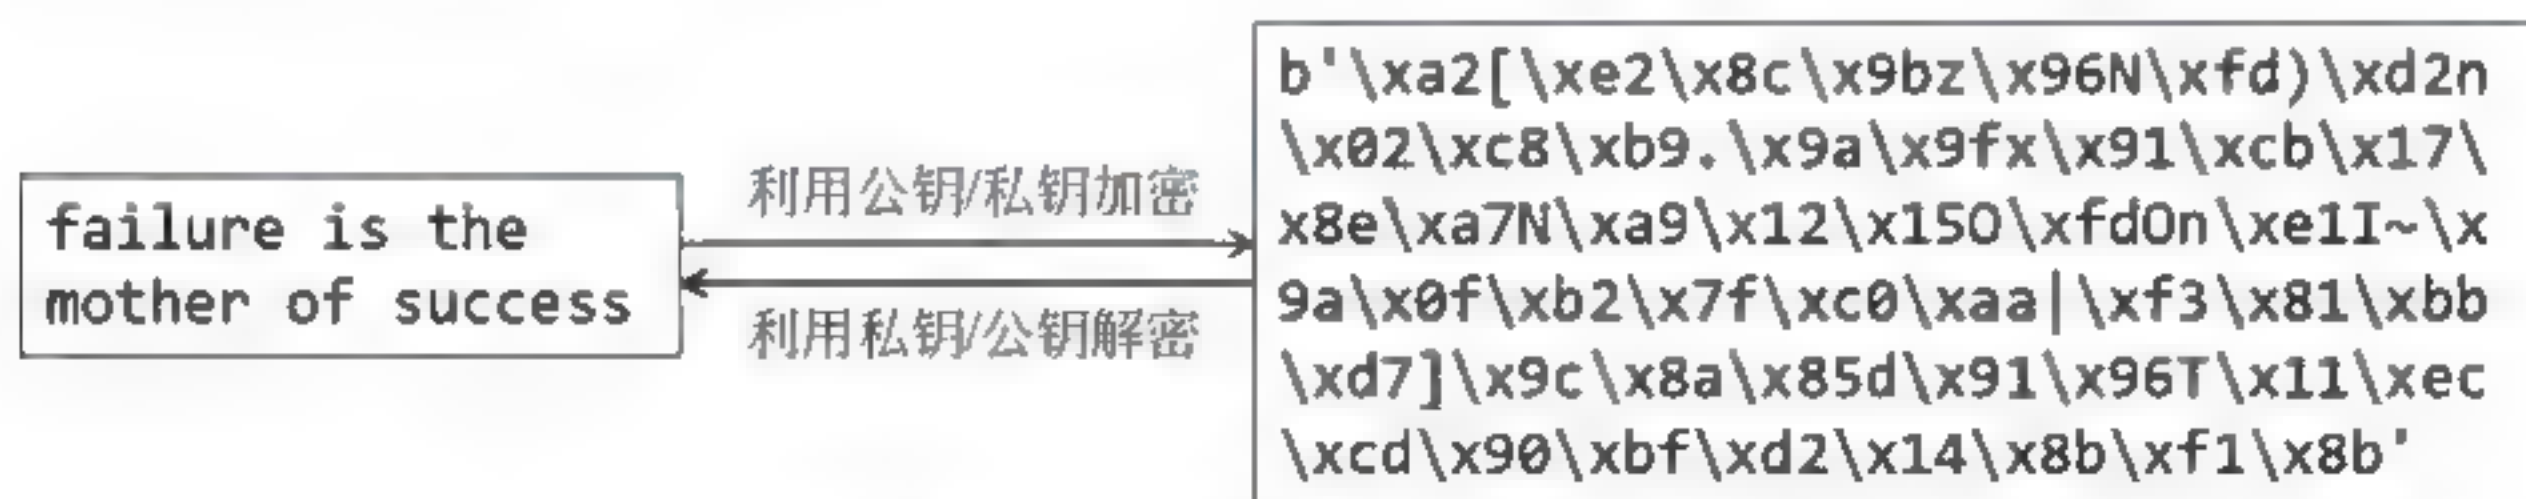 failure is the
mother of success
利用公钥/私钥加密
利用私钥/公钥解密
b'\xa2[\xe2\x8c\x9bz\x96N\xfd)\xd2n
\x02\xc8\xb9.\x9a\x9fx\x91\xcb\x17\
x8e\xa7N\xa9\x12\x15O\xfdOn\xe1I~\x
9a\x0f\xb2\x7f\xc0\xaa|\xf3\x81\xbb
\xd7]\x9c\x8a\x85d\x91\x96T\x11\xec
\xcd\x90\xbf\xd2\x14\x8b\xf1\x8b'